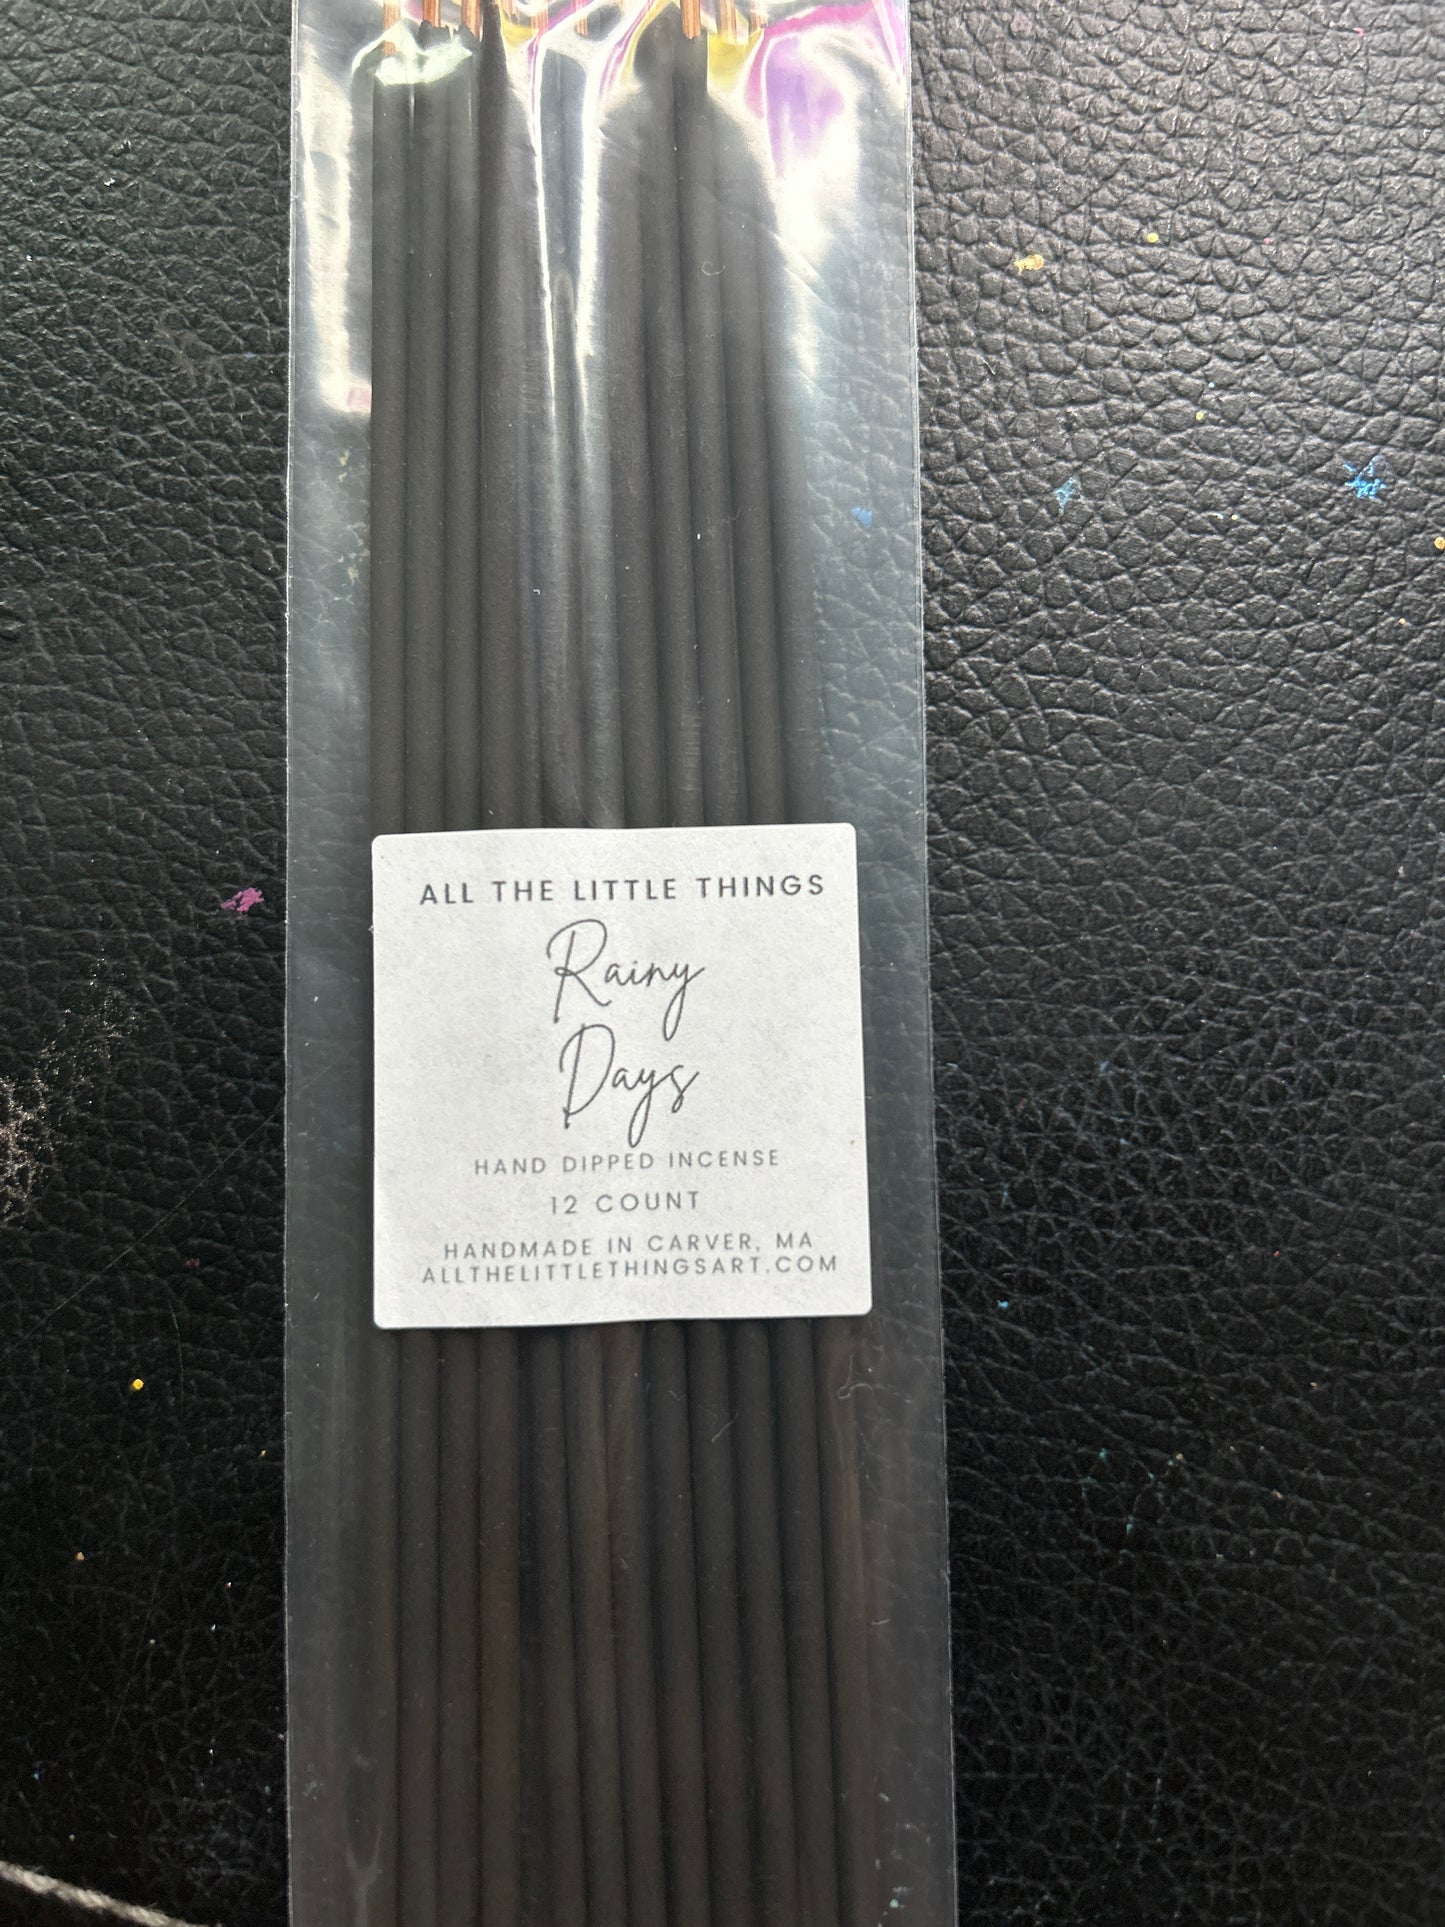 ALL THE LITTLE THINGS
Rainy
Days
HAND DIPPED INCENSE
12 COUNT
HANDMADE IN CARVER, MA
ALLTHELITTLETHINGSART.COM